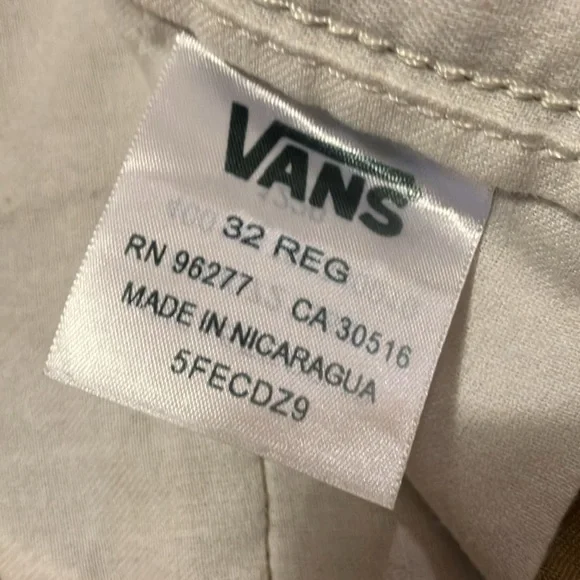 VANS
32 REG
RN 96277 CA 30516
MADE IN NICARAGUA
5FECDZ9